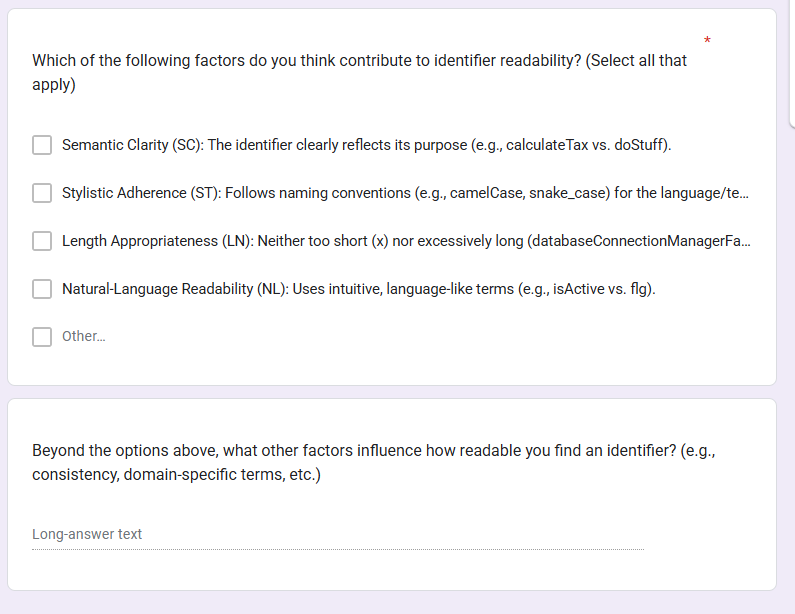 *
Which of the following factors do you think contribute to identifier readability? (Select all that
apply)
Semantic Clarity (SC): The identifier clearly reflects its purpose (e.g., calculateTax vs. doStuff).
Stylistic Adherence (ST): Follows naming conventions (e.g., camelCase, snake_case) for the language/te...
Length Appropriateness (LN): Neither too short (x) nor excessively long (databaseConnectionManagerFa...
Natural-Language Readability (NL): Uses intuitive, language-like terms (e.g., isActive vs. flg).
Other...
Beyond the options above, what other factors influence how readable you find an identifier? (e.g.,
consistency, domain-specific terms, etc.)
Long-answer text